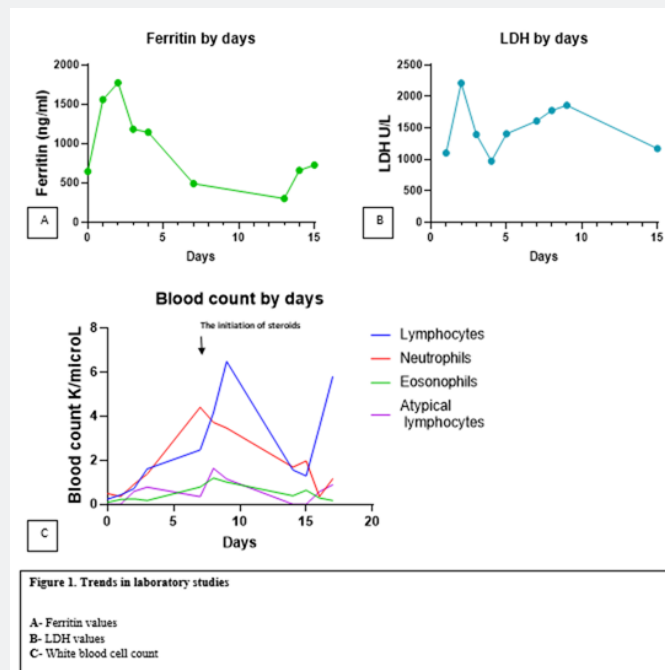 Ferritin by days
2000
1500
1000
500
0
Ferritin (ng/ml)
0 5 10 15
Days
A
LDH by days
2500
2000
1500
1000
500
0
LDH U/L
0 5 10 15
Days
B
Blood count by days
The initiation of steroids
8
6
4
2
0
Blood count K/microL
0 5 10 15 20
Days
C
Lymphocytes
Neutrophils
Eosonophils
Atypical
lymphocytes
Figure 1. Trends in laboratory studies
A- Ferritin values
B- LDH values
C- White blood cell count